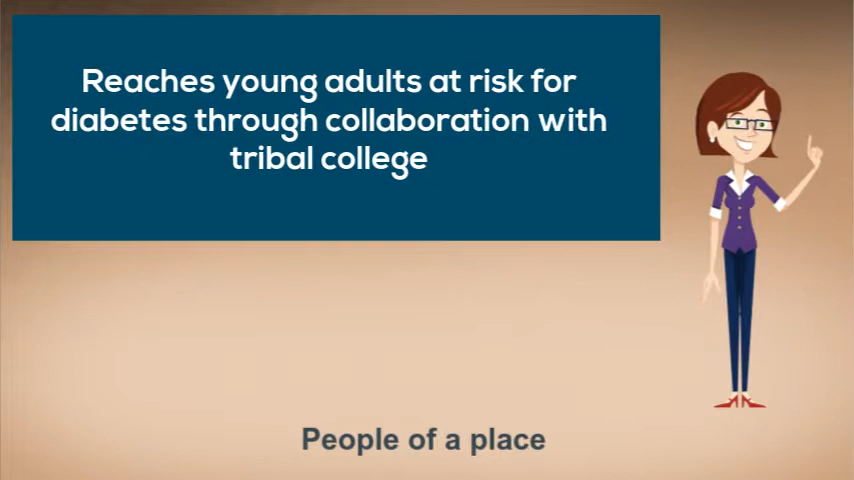 Reaches young adults at risk for
diabetes through collaboration with
tribal college
People of a place